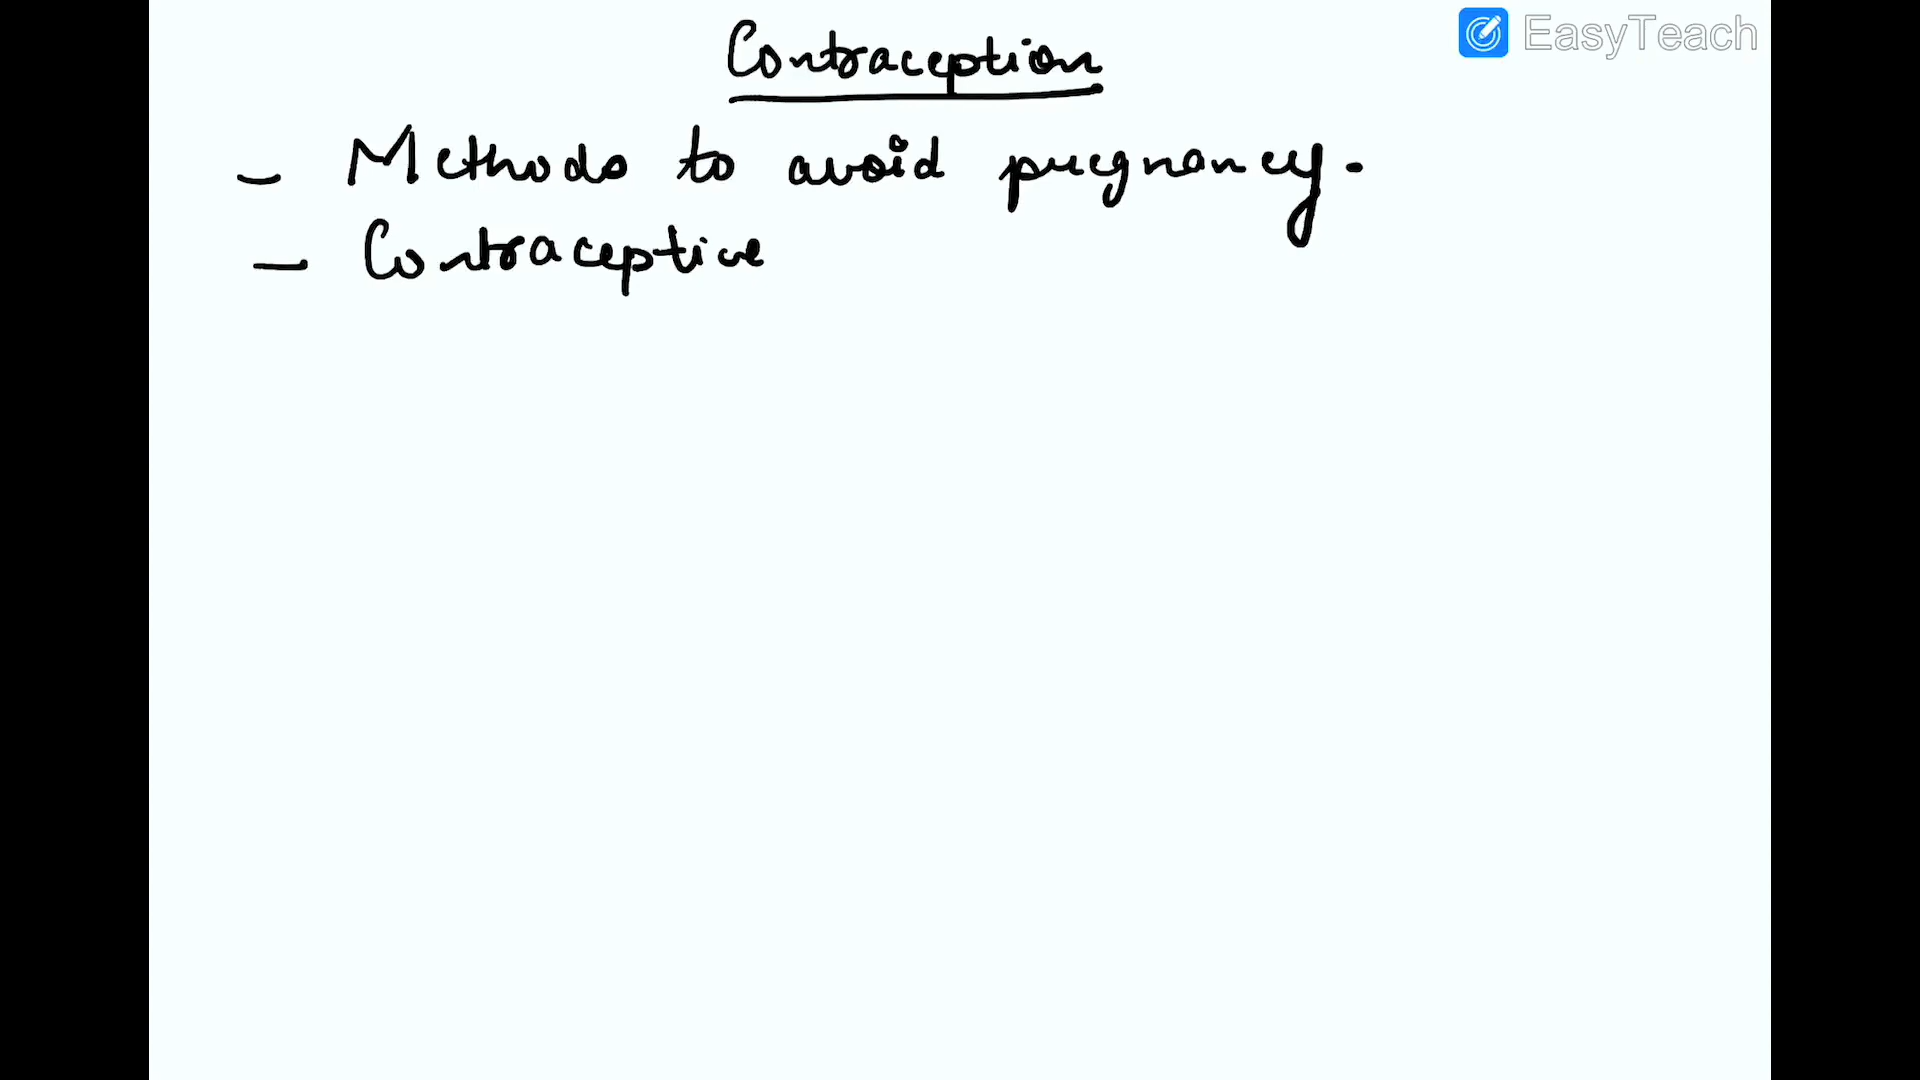 Contraception
EasyTeach
- Methods to avoid pregnancy.
- Contraceptive